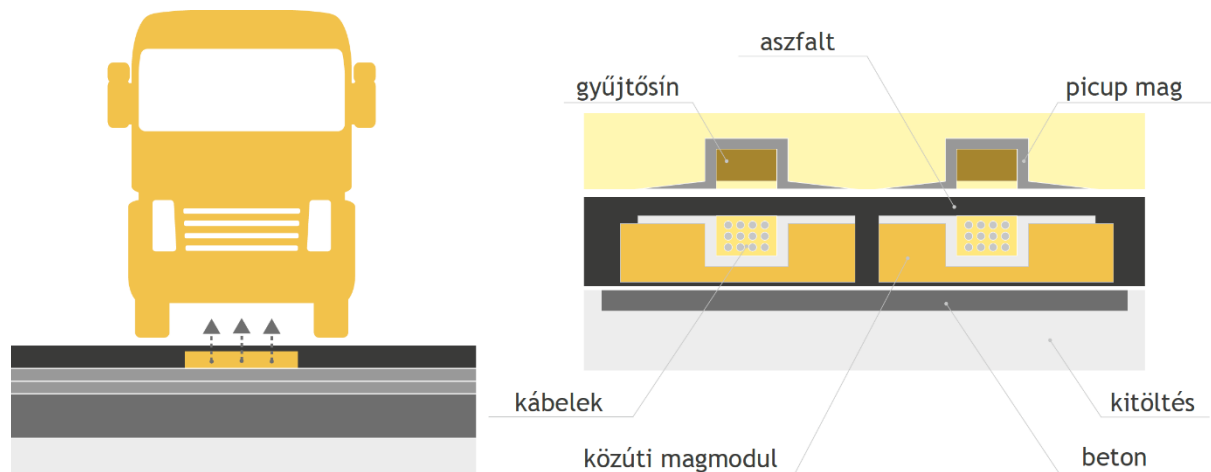 aszfalt
gyűjtősín
picup mag
kábelek
kitöltés
közúti magmodul
beton